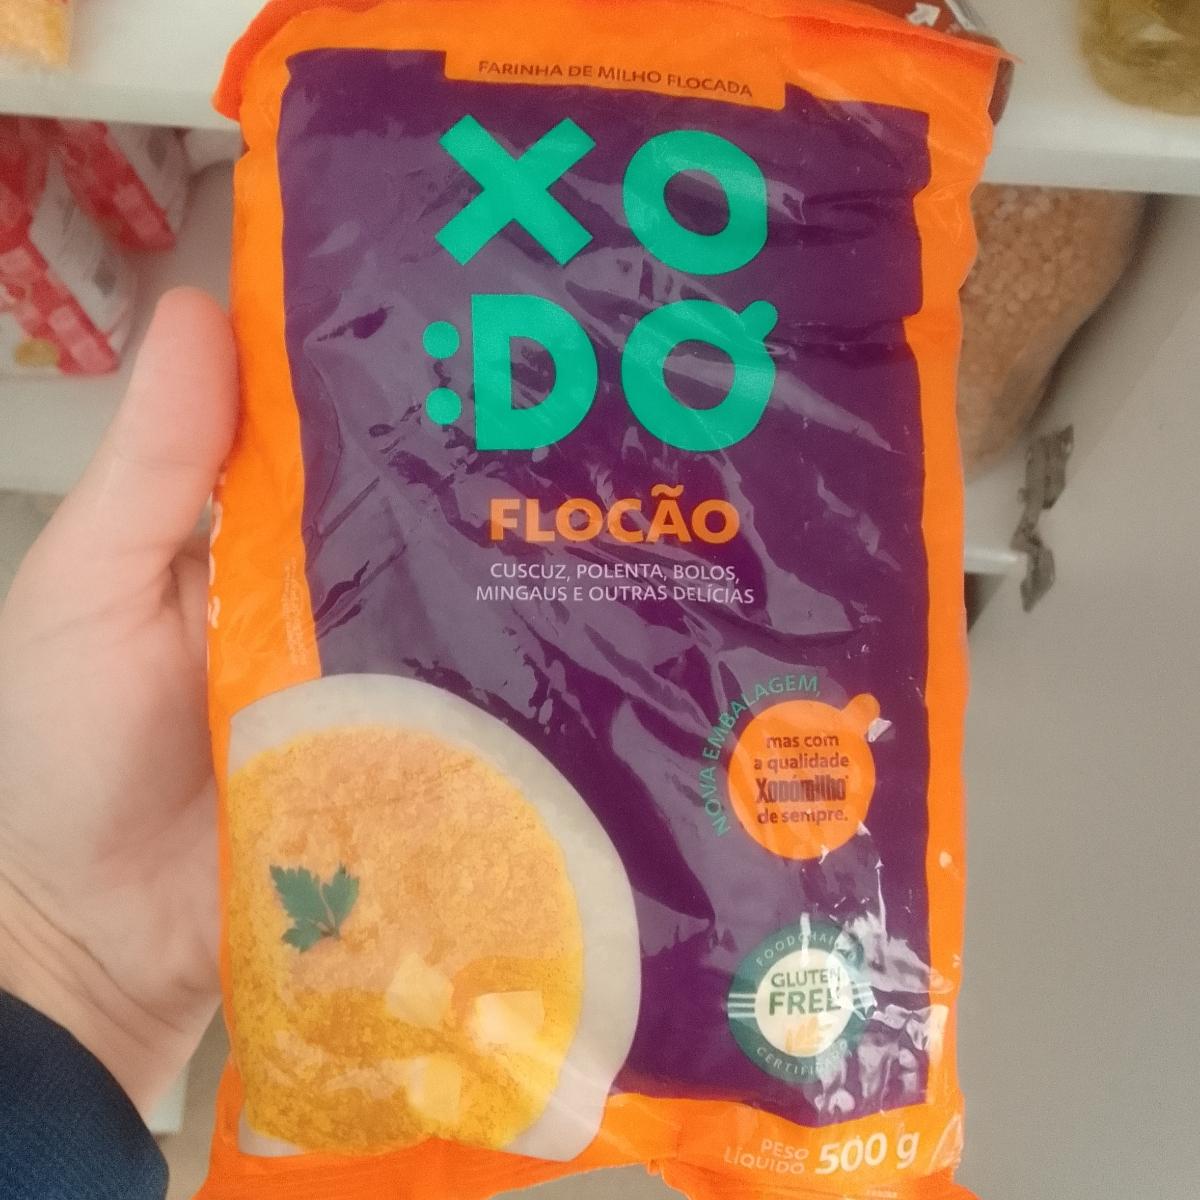 FARINHA DE MILHO FLOCADA
XO
DÓ
FLOCÃO
CUSCUZ, POLENTA, BOLOS,
MINGAUS E OUTRAS DELÍCIAS
NOVA EMBALAGEM,
mas com
a qualidade
Xodómilho
de sempre.
GLUTEN
FREE
CERTIFICADO
PESO
LÍQUIDO 500 g